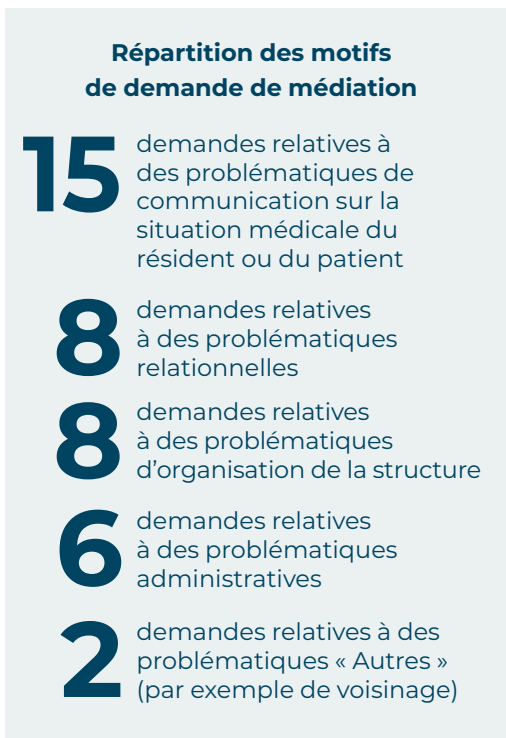 Répartition des motifs
de demande de médiation
15
demandes relatives à
des problématiques de
communication sur la
situation médicale du
résident ou du patient
8
demandes relatives
à des problématiques
relationnelles
8
demandes relatives
à des problématiques
d’organisation de la structure
6
demandes relatives
à des problématiques
administratives
2
demandes relatives à des
problématiques « Autres »
(par exemple de voisinage)